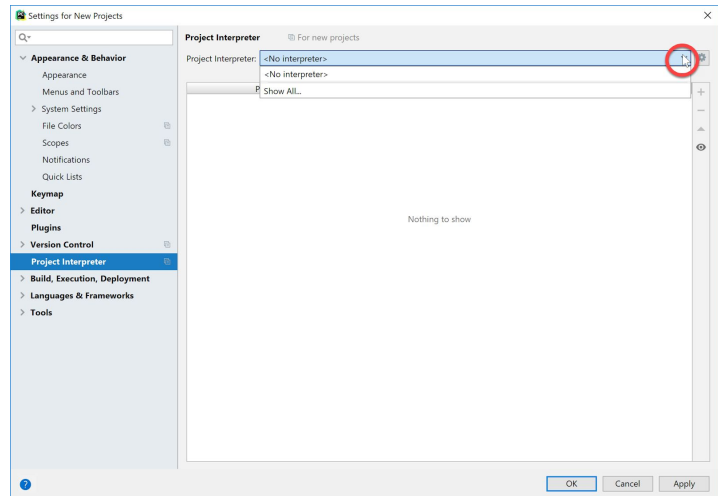 Settings for New Projects
Appearance & Behavior
Appearance
Menus and Toolbars
System Settings
File Colors
Scopes
Notifications
Quick Lists
Keymap
Editor
Plugins
Version Control
Project Interpreter
Build, Execution, Deployment
Languages & Frameworks
Tools
Project Interpreter For new projects
Project Interpreter: <No interpreter>
<No interpreter>
P
Show All...
Nothing to show
?
OK Cancel Apply